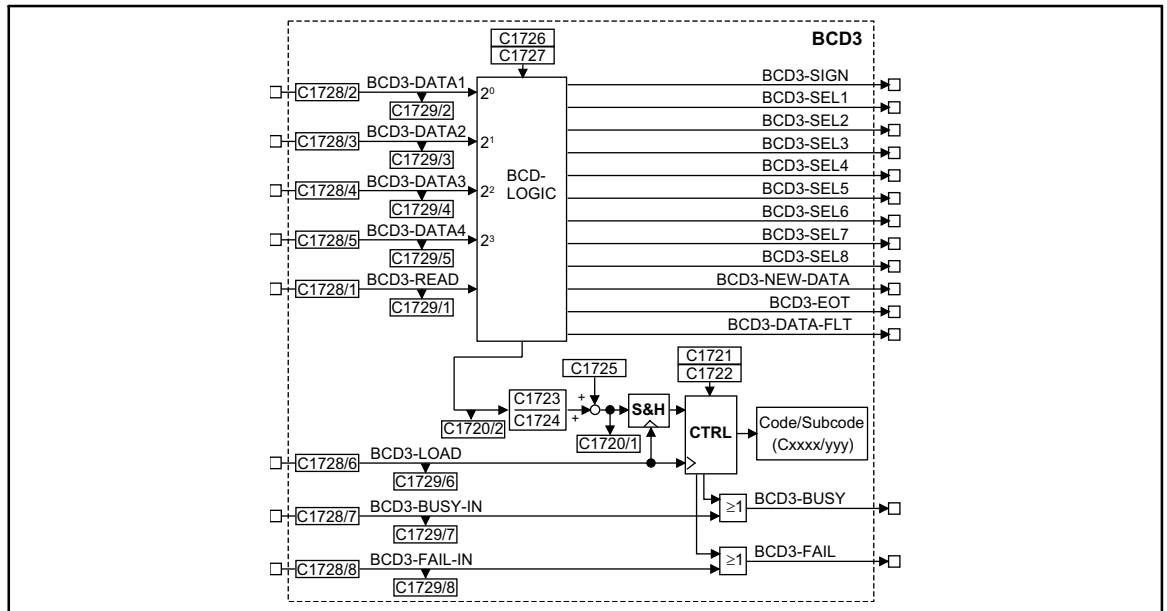 BCD3
C1726
C1727
BCD3-DATA1
C1728/2
C1729/2
2⁰
BCD3-DATA2
C1728/3
C1729/3
2¹
BCD3-DATA3
C1728/4
C1729/4
2²
BCD3-DATA4
C1728/5
C1729/5
2³
BCD3-READ
C1728/1
C1729/1
BCD-
LOGIC
BCD3-SIGN
BCD3-SEL1
BCD3-SEL2
BCD3-SEL3
BCD3-SEL4
BCD3-SEL5
BCD3-SEL6
BCD3-SEL7
BCD3-SEL8
BCD3-NEW-DATA
BCD3-EOT
BCD3-DATA-FLT
C1720/2
C1723
C1724
C1725
+
+
C1720/1
S&H
C1721
C1722
CTRL
Code/Subcode
(Cxxxx/yyy)
BCD3-LOAD
C1728/6
C1729/6
BCD3-BUSY-IN
C1728/7
C1729/7
≥1
BCD3-BUSY
BCD3-FAIL-IN
C1728/8
C1729/8
≥1
BCD3-FAIL